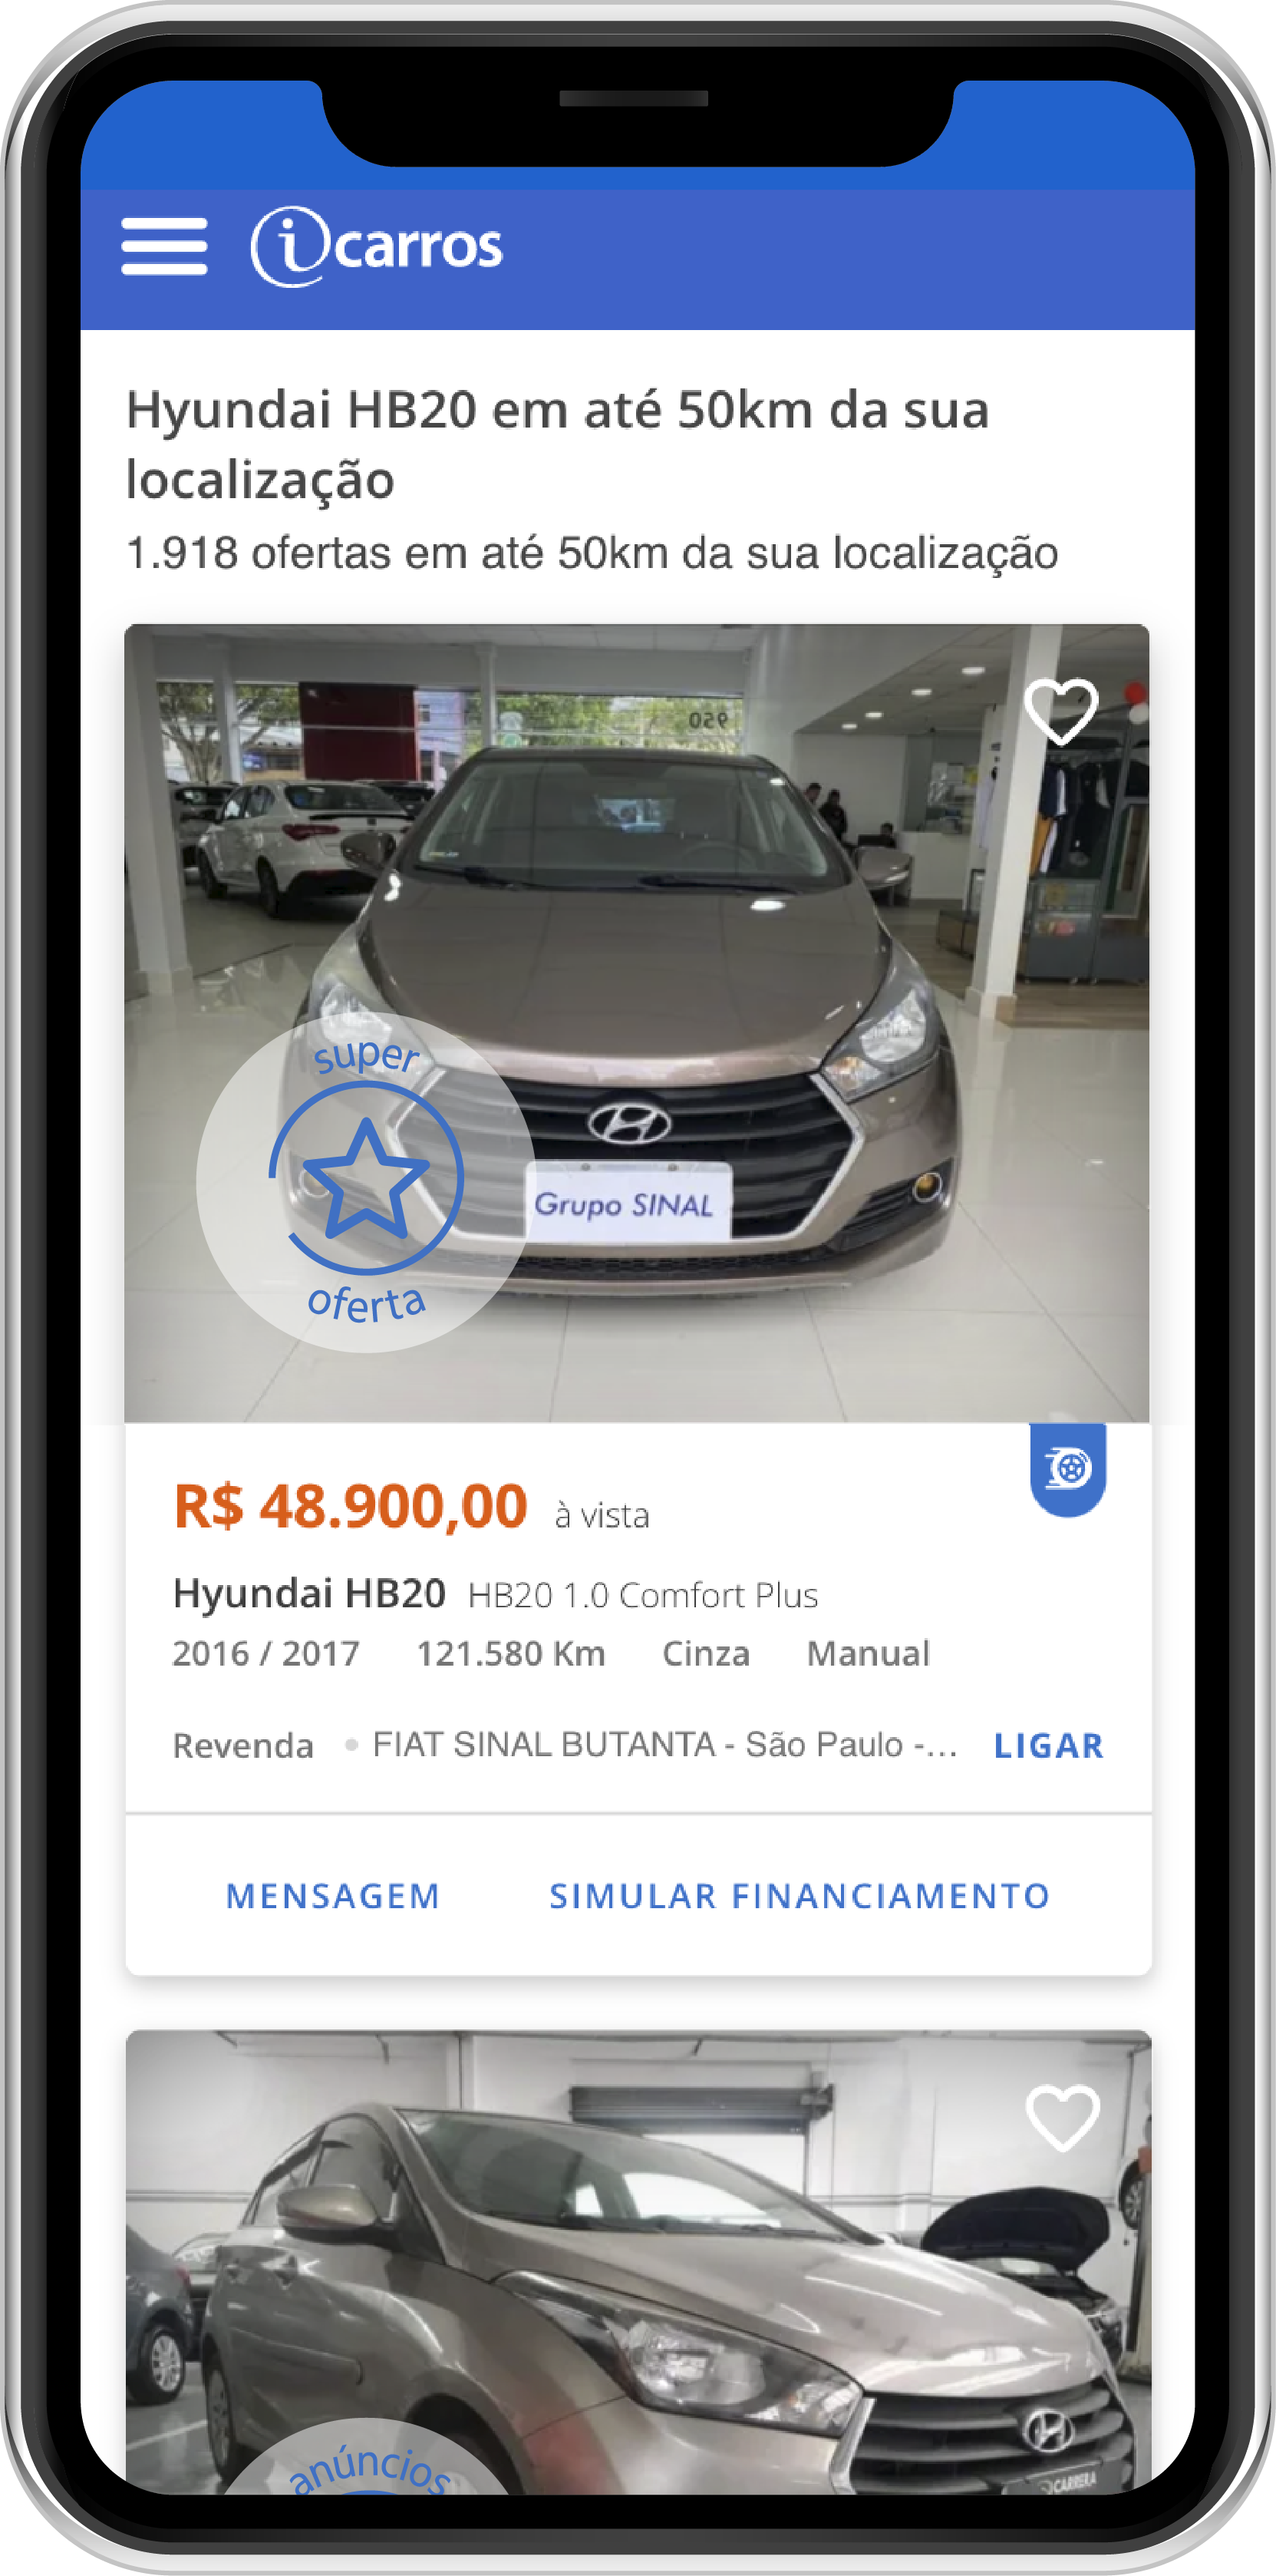 icarros
Hyundai HB20 em até 50km da sua
localização
1.918 ofertas em até 50km da sua localização
950
super
oferta
Grupo SINAL
R$ 48.900,00 à vista
Hyundai HB20 HB20 1.0 Comfort Plus
2016 / 2017 121.580 Km Cinza Manual
Revenda • FIAT SINAL BUTANTA - São Paulo -... LIGAR
MENSAGEM SIMULAR FINANCIAMENTO
anúncios
CARRERA